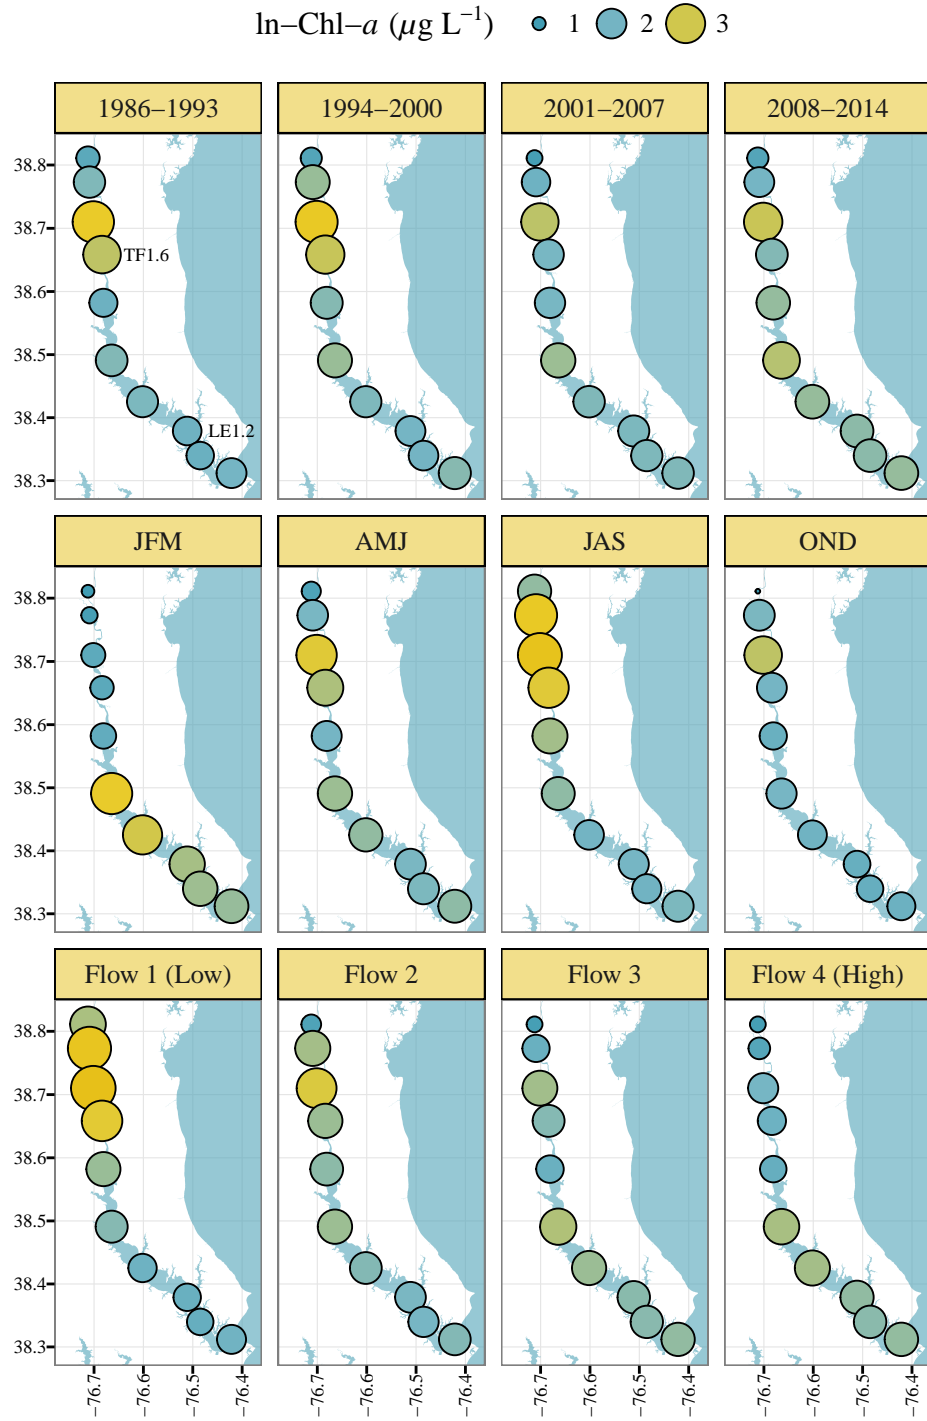 ln–Chl–a (µg L⁻¹) 1 2 3
1986–1993 1994–2000 2001–2007 2008–2014
38.8
38.7
TF1.6
38.6
38.5
38.4
LE1.2
38.3
JFM AMJ JAS OND
38.8
38.7
38.6
38.5
38.4
38.3
Flow 1 (Low) Flow 2 Flow 3 Flow 4 (High)
38.8
38.7
38.6
38.5
38.4
38.3
−76.7 −76.6 −76.5 −76.4 −76.7 −76.6 −76.5 −76.4 −76.7 −76.6 −76.5 −76.4 −76.7 −76.6 −76.5 −76.4